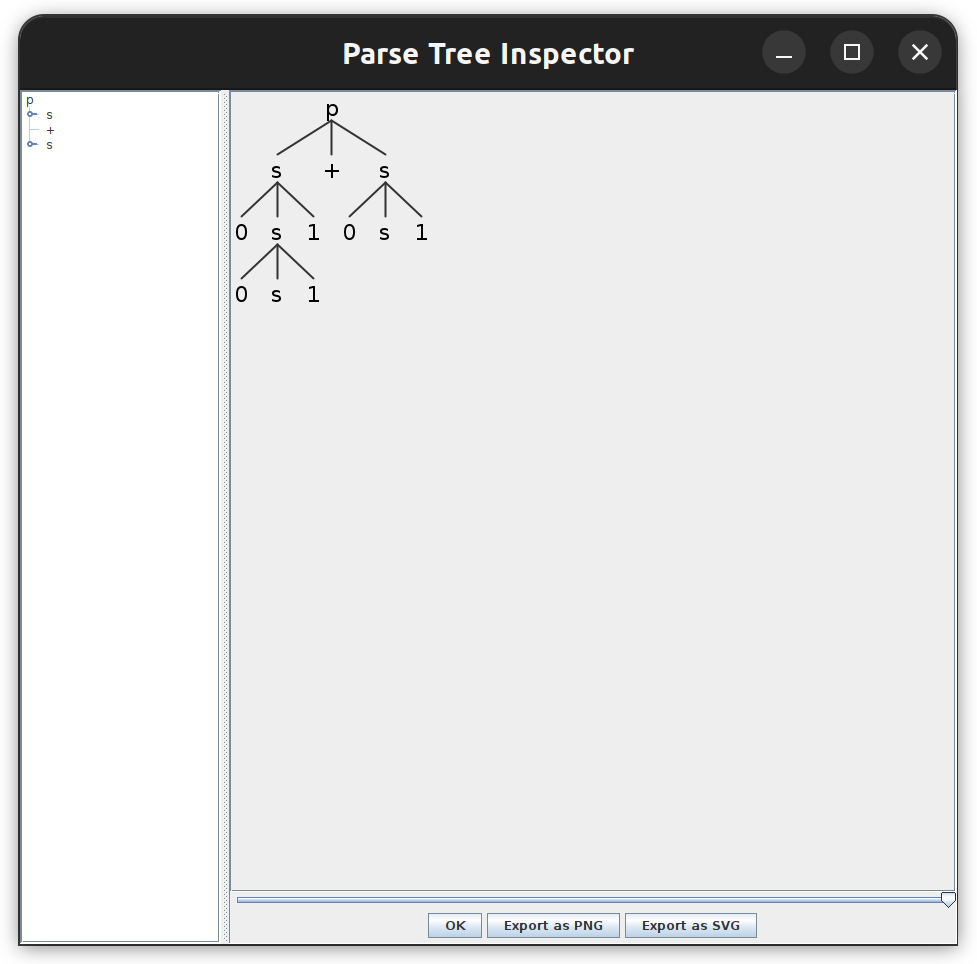 Parse Tree Inspector
p
s
+
s
p
s + s
0 s 1 0 s 1
0 s 1
OK Export as PNG Export as SVG